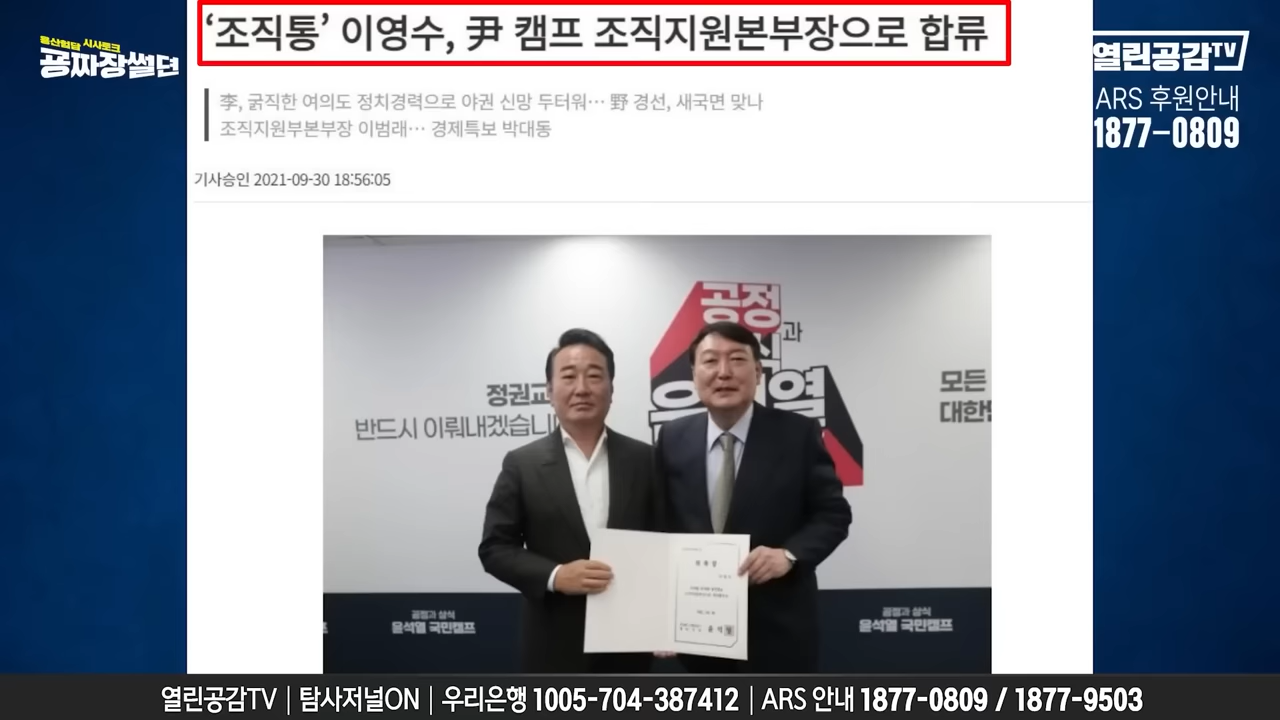 ‘조직통’ 이영수, 尹 캠프 조직지원본부장으로 합류
용산협담 시사토크
공짜장썰뎐
열린공감TV
ARS 후원안내
1877-0809
李, 굵직한 여의도 정치경력으로 야권 신망 두터워… 野 경선, 새국면 맞나
조직지원부본부장 이범래… 경제특보 박대동
기사승인 2021-09-30 18:56:05
공정
과
정권교
반드시 이뤄내겠습니
모든
대한민
공정과 상식
윤석열 국민캠프
공정과 상식
윤석열 국민캠프
열린공감TV | 탐사저널ON | 우리은행 1005-704-387412 | ARS 안내 1877-0809 / 1877-9503